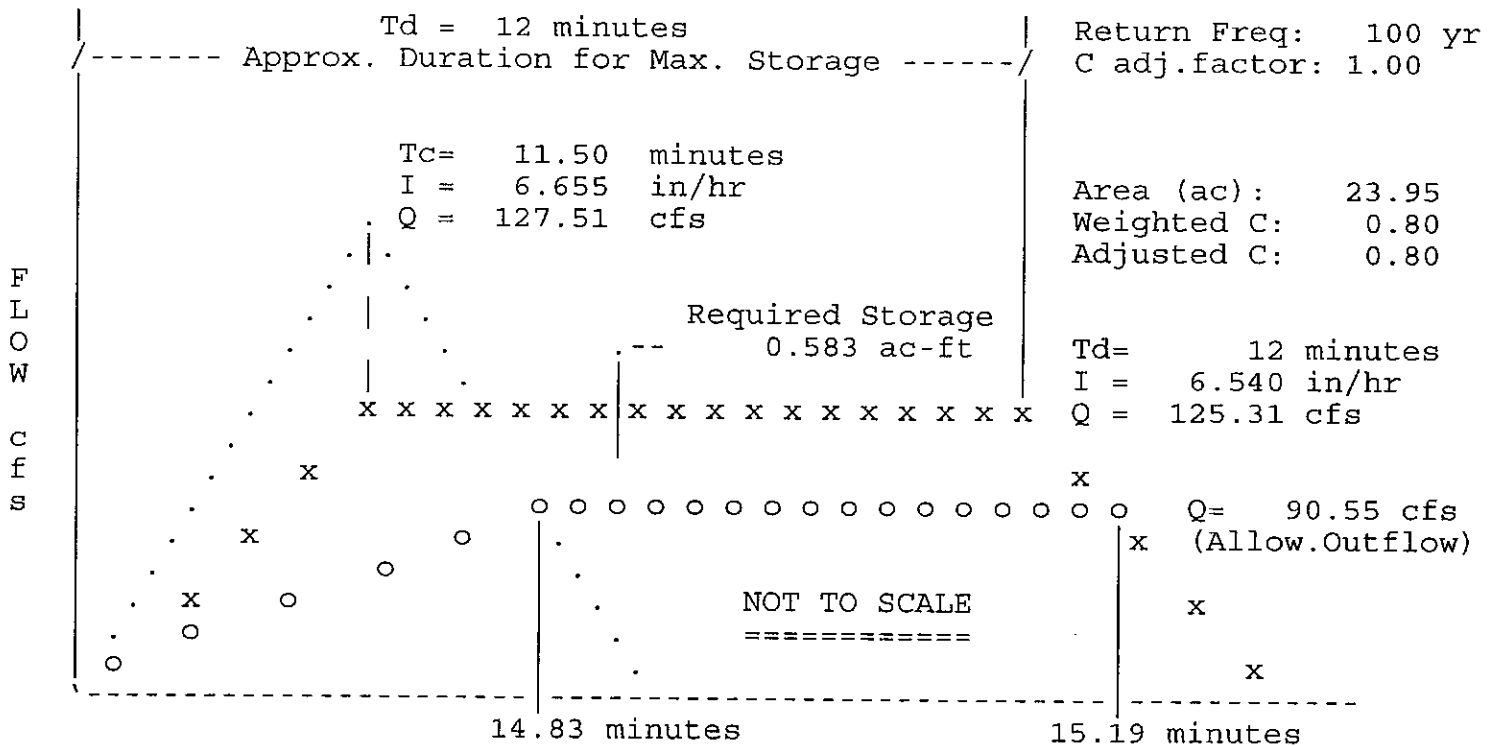 Td = 12 minutes
/------- Approx. Duration for Max. Storage ------/
Return Freq: 100 yr
C adj.factor: 1.00
Tc= 11.50 minutes
I = 6.655 in/hr
Q = 127.51 cfs
Area (ac): 23.95
Weighted C: 0.80
Adjusted C: 0.80
FLOW cfs
Required Storage
0.583 ac-ft
Td= 12 minutes
I = 6.540 in/hr
x x x x x x x x x x x x x x x x x x Q = 125.31 cfs
x x
o o o o o o o o o o o o o o o o Q= 90.55 cfs
x o x (Allow.Outflow)
o
x o NOT TO SCALE x
o ============
o x
14.83 minutes 15.19 minutes